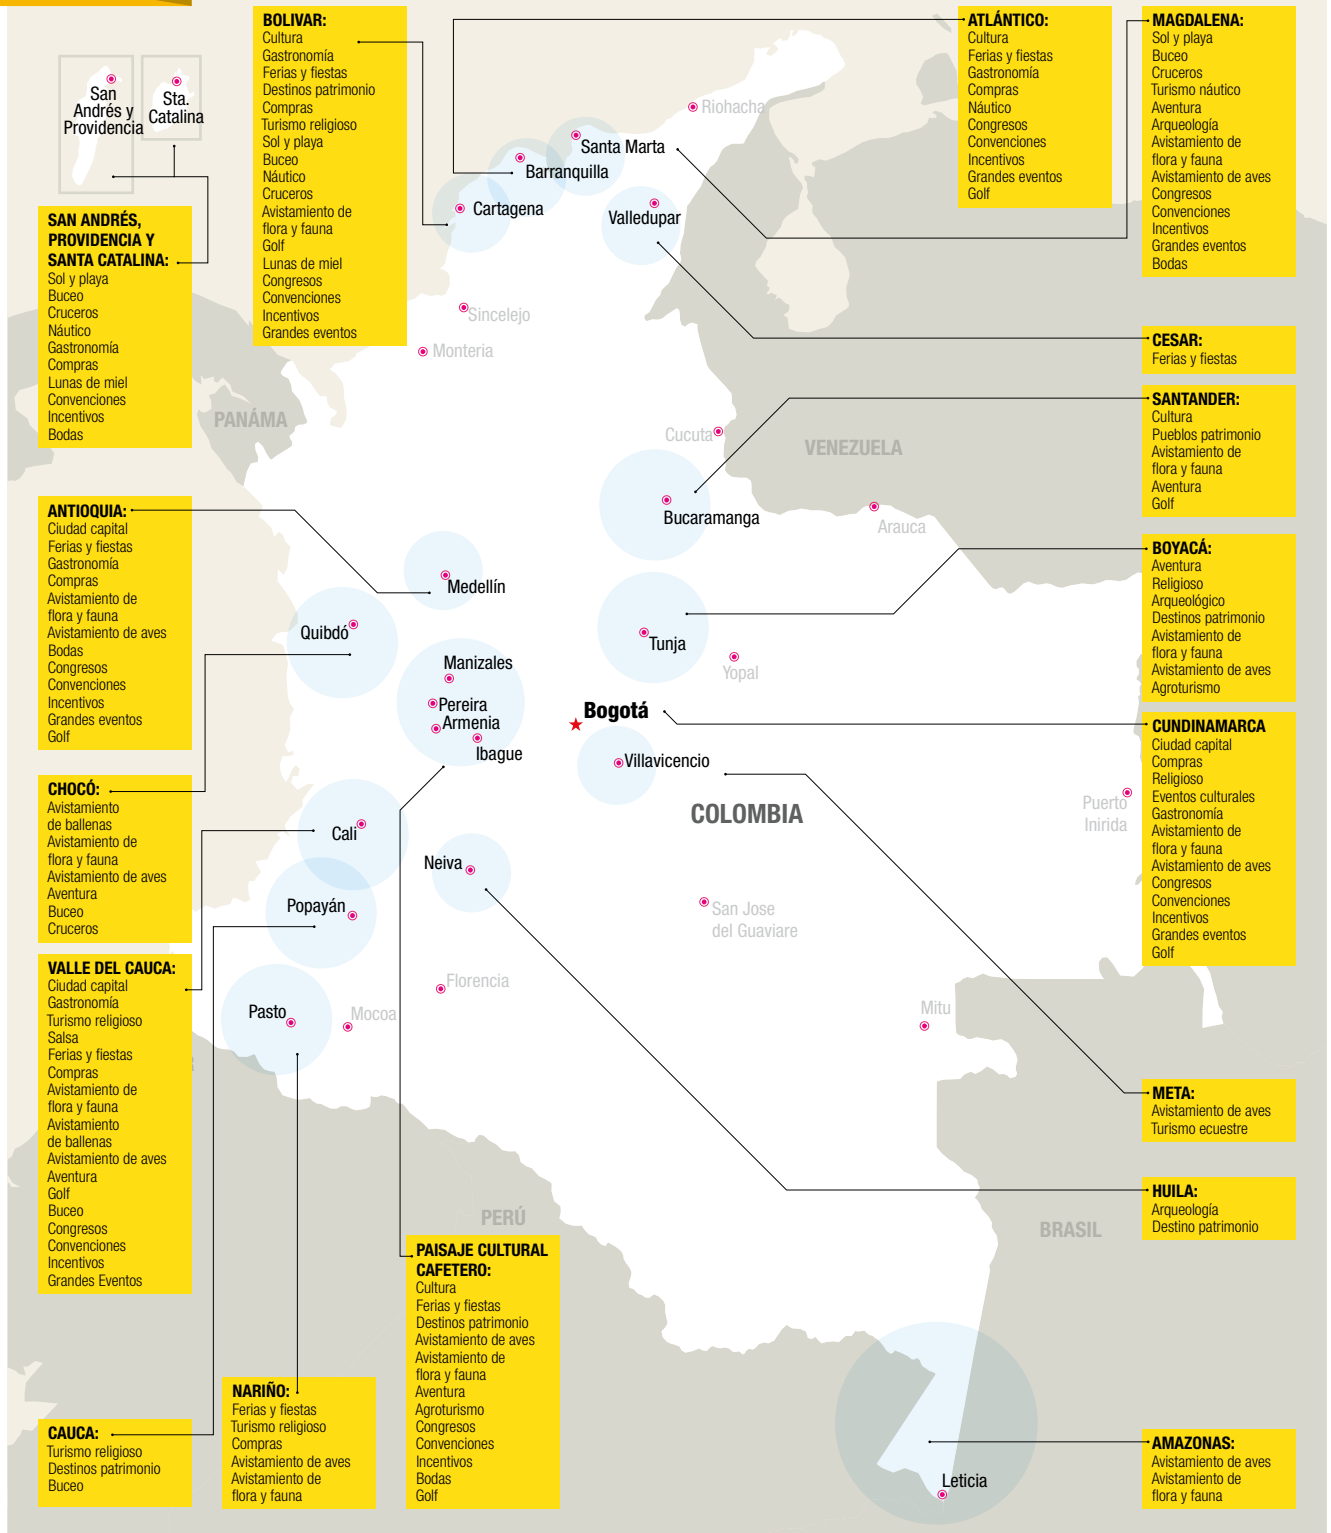 BOLIVAR:
Cultura
Gastronomía
Ferias y fiestas
Destinos patrimonio
Compras
Turismo religioso
Sol y playa
Buceo
Náutico
Cruceros
Avistamiento de
flora y fauna
Golf
Lunas de miel
Congresos
Convenciones
Incentivos
Grandes eventos
ATLÁNTICO:
Cultura
Ferias y fiestas
Gastronomía
Compras
Náutico
Congresos
Convenciones
Incentivos
Grandes eventos
Golf
MAGDALENA:
Sol y playa
Buceo
Cruceros
Turismo náutico
Aventura
Arqueología
Avistamiento de
flora y fauna
Avistamiento de aves
Congresos
Convenciones
Incentivos
Grandes eventos
Bodas
San
Andrés y
Providencia
Sta.
Catalina
SAN ANDRÉS,
PROVIDENCIA Y
SANTA CATALINA:
Sol y playa
Buceo
Cruceros
Náutico
Gastronomía
Compras
Lunas de miel
Convenciones
Incentivos
Bodas
Riohacha
Santa Marta
Barranquilla
Cartagena
Valledupar
Sincelejo
Monteria
PANÁMA
Cucuta
VENEZUELA
Bucaramanga
Arauca
CESAR:
Ferias y fiestas
SANTANDER:
Cultura
Pueblos patrimonio
Avistamiento de
flora y fauna
Aventura
Golf
ANTIOQUIA:
Ciudad capital
Ferias y fiestas
Gastronomía
Compras
Avistamiento de
flora y fauna
Avistamiento de aves
Bodas
Congresos
Convenciones
Incentivos
Grandes eventos
Golf
Medellín
Quibdó
Manizales
Pereira
Armenia
Ibague
Tunja
Yopal
Bogotá
Villavicencio
COLOMBIA
BOYACÁ:
Aventura
Religioso
Arqueológico
Destinos patrimonio
Avistamiento de
flora y fauna
Avistamiento de aves
Agroturismo
CUNDINAMARCA
Ciudad capital
Compras
Religioso
Eventos culturales
Gastronomía
Avistamiento de
flora y fauna
Avistamiento de aves
Congresos
Convenciones
Incentivos
Grandes eventos
Golf
CHOCÓ:
Avistamiento
de ballenas
Avistamiento de
flora y fauna
Avistamiento de aves
Aventura
Buceo
Cruceros
Puerto
Inirida
Cali
Neiva
Popayán
San Jose
del Guaviare
Florencia
Pasto
Mocoa
Mitu
VALLE DEL CAUCA:
Ciudad capital
Gastronomía
Turismo religioso
Salsa
Ferias y fiestas
Compras
Avistamiento de
flora y fauna
Avistamiento
de ballenas
Avistamiento de aves
Aventura
Golf
Buceo
Congresos
Convenciones
Incentivos
Grandes Eventos
META:
Avistamiento de aves
Turismo ecuestre
HUILA:
Arqueología
Destino patrimonio
PERÚ
BRASIL
PAISAJE CULTURAL
CAFETERO:
Cultura
Ferias y fiestas
Destinos patrimonio
Avistamiento de aves
Avistamiento de
flora y fauna
Aventura
Agroturismo
Congresos
Convenciones
Incentivos
Bodas
Golf
CAUCA:
Turismo religioso
Destinos patrimonio
Buceo
NARIÑO:
Ferias y fiestas
Turismo religioso
Compras
Avistamiento de aves
Avistamiento de
flora y fauna
Leticia
AMAZONAS:
Avistamiento de aves
Avistamiento de
flora y fauna